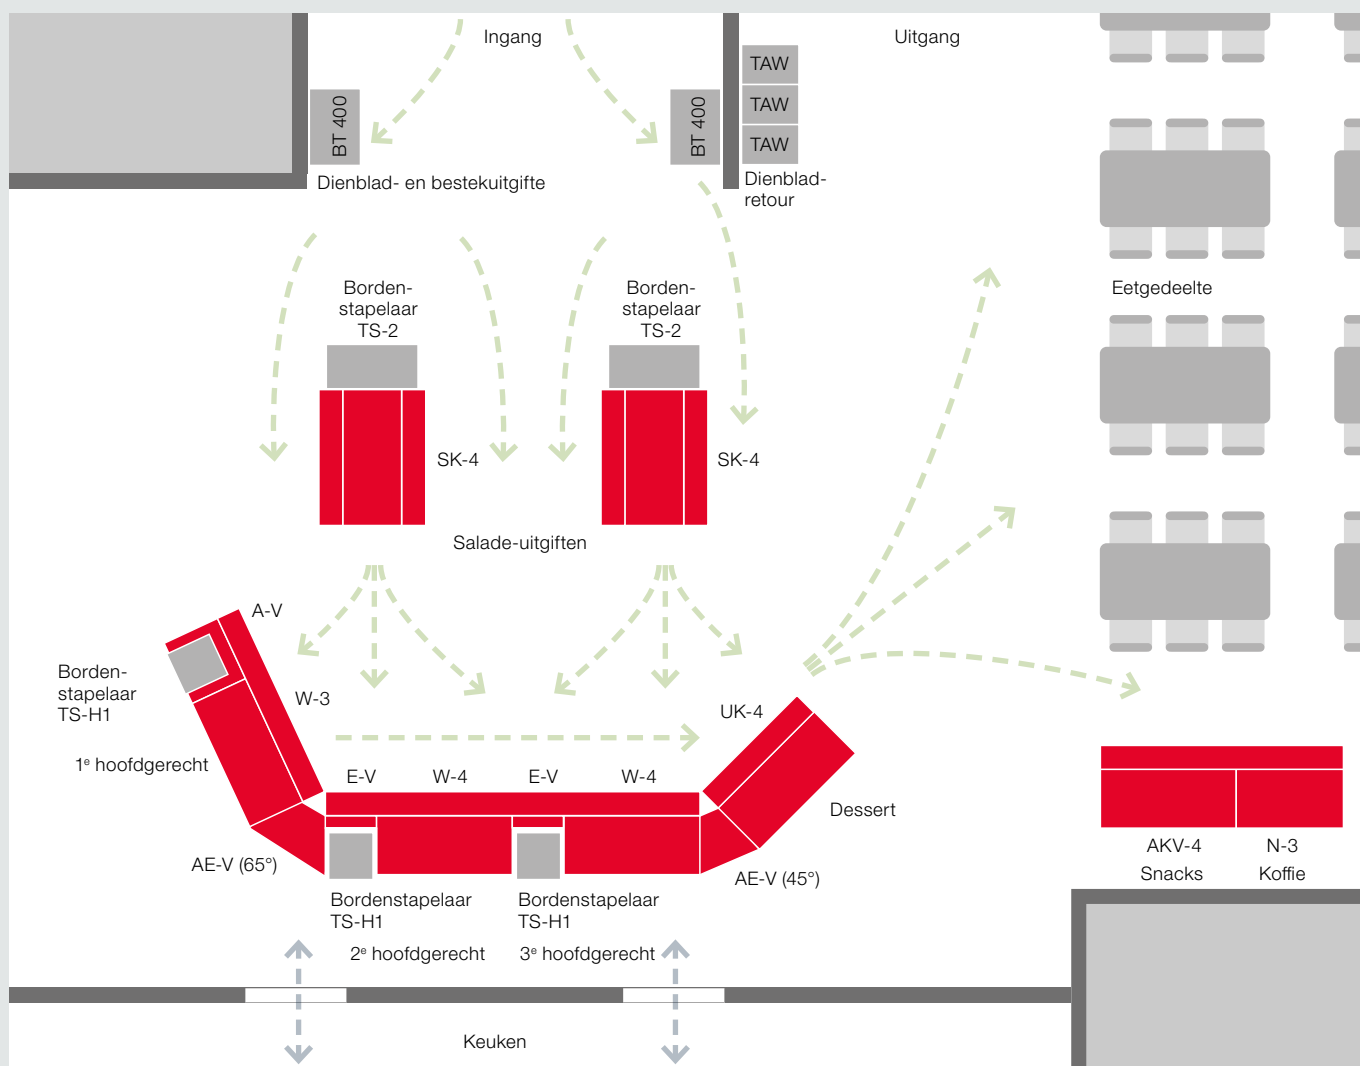 Ingang
Uitgang
TAW
TAW
TAW
BT 400
BT 400
Dienblad- en bestekuitgifte
Dienblad-
retour
Borden-
stapelaar
TS-2
Borden-
stapelaar
TS-2
Eetgedeelte
SK-4
SK-4
Salade-uitgiften
A-V
Borden-
stapelaar
TS-H1
W-3
1e hoofdgerecht
UK-4
E-V
W-4
E-V
W-4
Dessert
AE-V (65°)
AE-V (45°)
AKV-4
Snacks
N-3
Koffie
Bordenstapelaar
TS-H1
Bordenstapelaar
TS-H1
2e hoofdgerecht
3e hoofdgerecht
Keuken